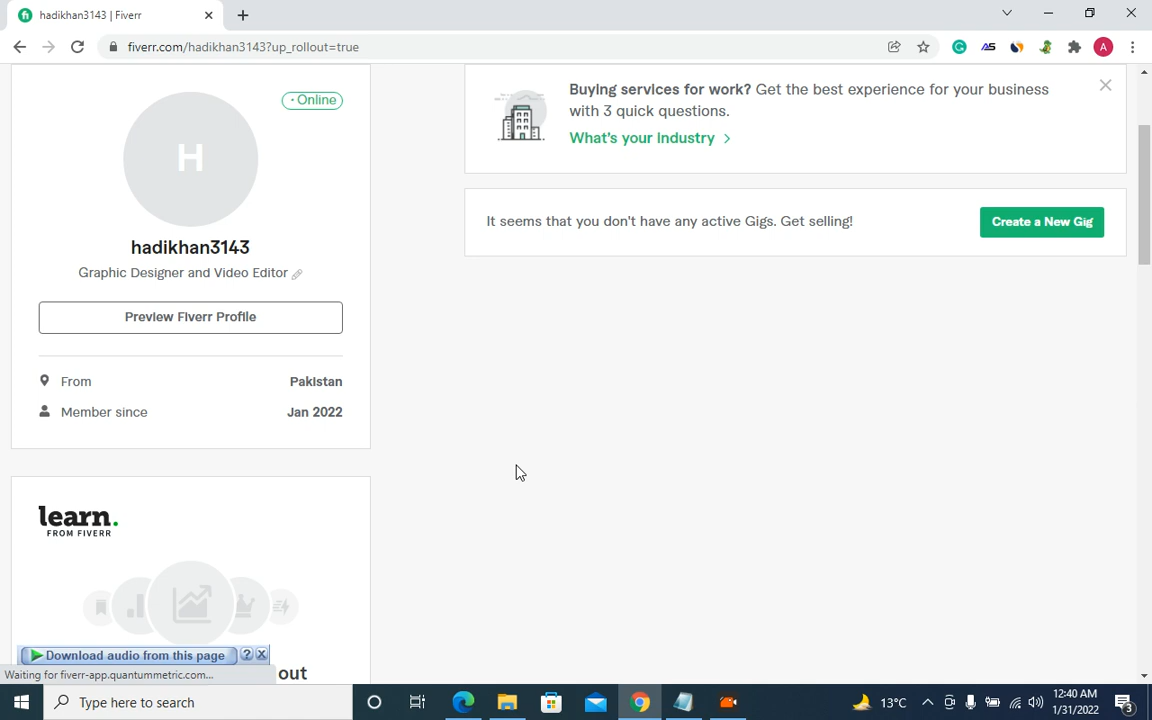 hadikhan3143 | Fiverr
fiverr.com/hadikhan3143?up_rollout=true
A
Online
H
hadikhan3143
Graphic Designer and Video Editor
Preview Fiverr Profile
From Pakistan
Member since Jan 2022
Buying services for work? Get the best experience for your business
with 3 quick questions.
What's your Industry >
It seems that you don't have any active Gigs. Get selling!
Create a New Gig
learn.
FROM FIVERR
out
Download audio from this page ? X
Waiting for fiverr-app.quantummetric.com...
Type here to search
13°C
12:40 AM
1/31/2022
3